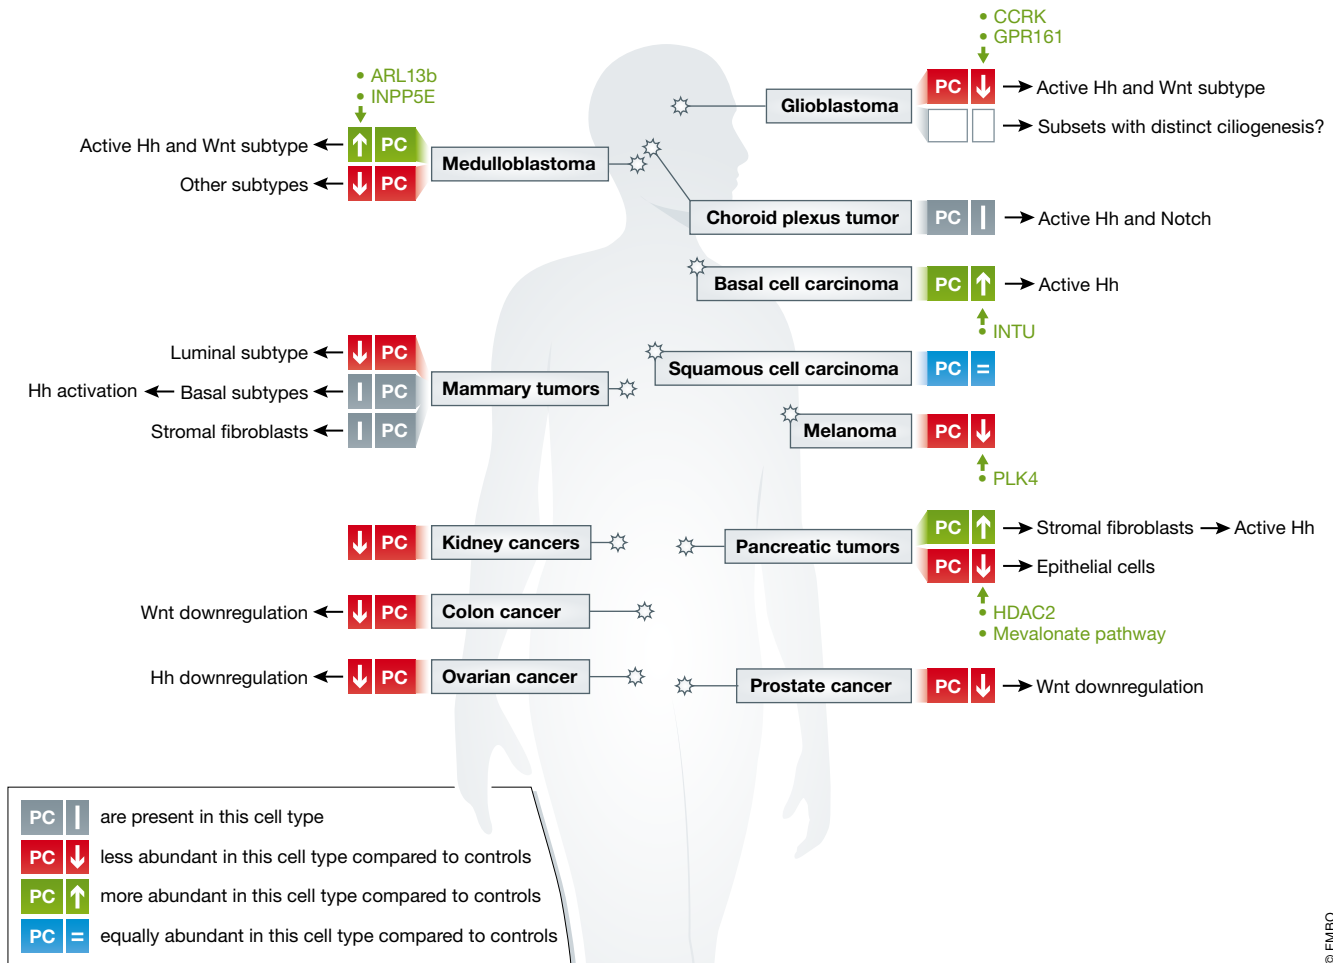 • CCRK
• GPR161
PC ↓ → Active Hh and Wnt subtype
Glioblastoma
→ Subsets with distinct ciliogenesis?
• ARL13b
• INPP5E
Active Hh and Wnt subtype ← ↑ PC
Medulloblastoma
Other subtypes ← ↓ PC
Choroid plexus tumor PC I → Active Hh and Notch
Basal cell carcinoma PC ↑ → Active Hh
• INTU
Luminal subtype ← ↓ PC
Hh activation ← Basal subtypes ← I PC
Mammary tumors
Stromal fibroblasts ← I PC
Squamous cell carcinoma PC =
Melanoma PC ↓
• PLK4
↓ PC Kidney cancers
Wnt downregulation ← ↓ PC Colon cancer
Hh downregulation ← ↓ PC Ovarian cancer
PC ↑ → Stromal fibroblasts → Active Hh
Pancreatic tumors
PC ↓ → Epithelial cells
• HDAC2
• Mevalonate pathway
Prostate cancer PC ↓ → Wnt downregulation
PC I are present in this cell type
PC ↓ less abundant in this cell type compared to controls
PC ↑ more abundant in this cell type compared to controls
PC = equally abundant in this cell type compared to controls
© EMBO